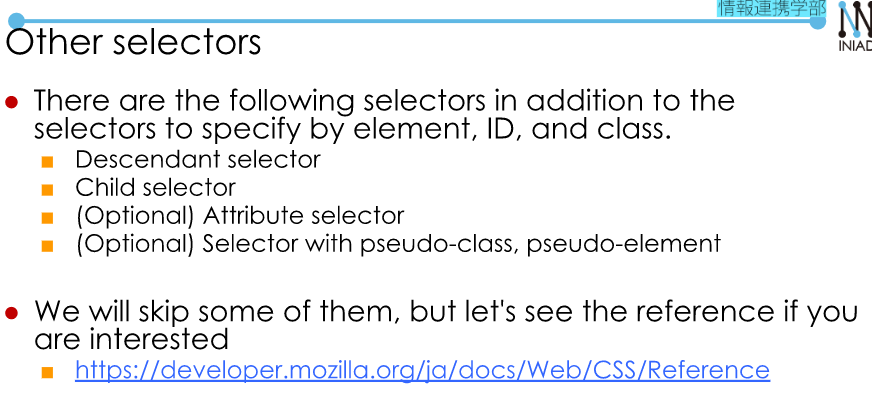 情報連携学部
INIAD
Other selectors
There are the following selectors in addition to the
selectors to specify by element, ID, and class.
Descendant selector
Child selector
(Optional) Attribute selector
(Optional) Selector with pseudo-class, pseudo-element
We will skip some of them, but let's see the reference if you
are interested
https://developer.mozilla.org/ja/docs/Web/CSS/Reference